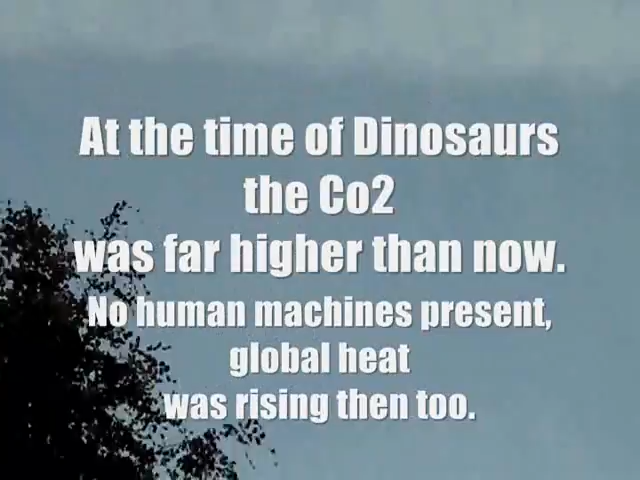 At the time of Dinosaurs
the Co2
was far higher than now.
No human machines present,
global heat
was rising then too.